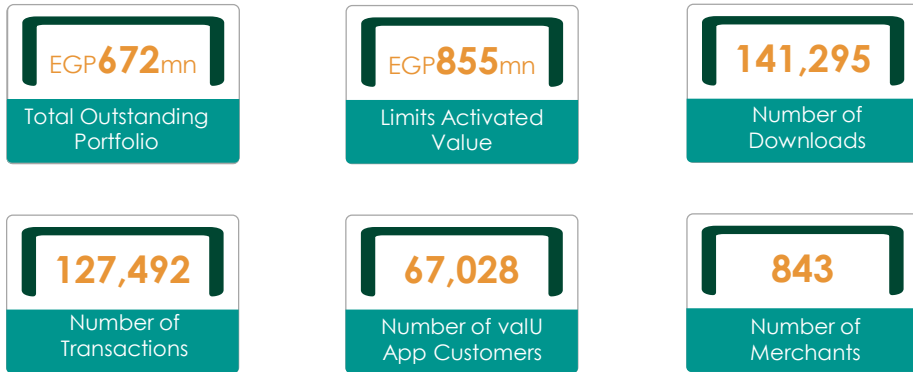 EGP672mn
Total Outstanding
Portfolio
EGP855mn
Limits Activated
Value
141,295
Number of
Downloads
127,492
Number of
Transactions
67,028
Number of valU
App Customers
843
Number of
Merchants